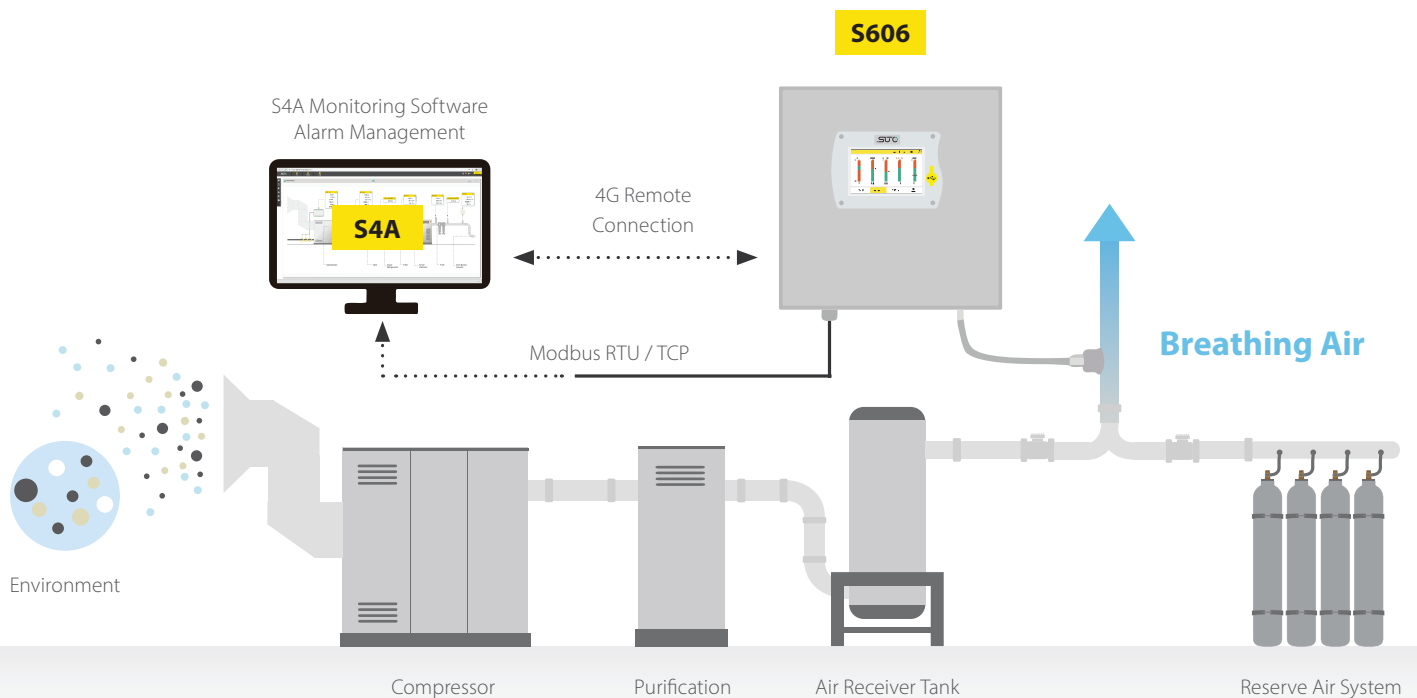 S606
S4A Monitoring Software
Alarm Management
SUTO
S4A
4G Remote
Connection
Modbus RTU / TCP
Breathing Air
Environment
Compressor
Purification
Air Receiver Tank
Reserve Air System